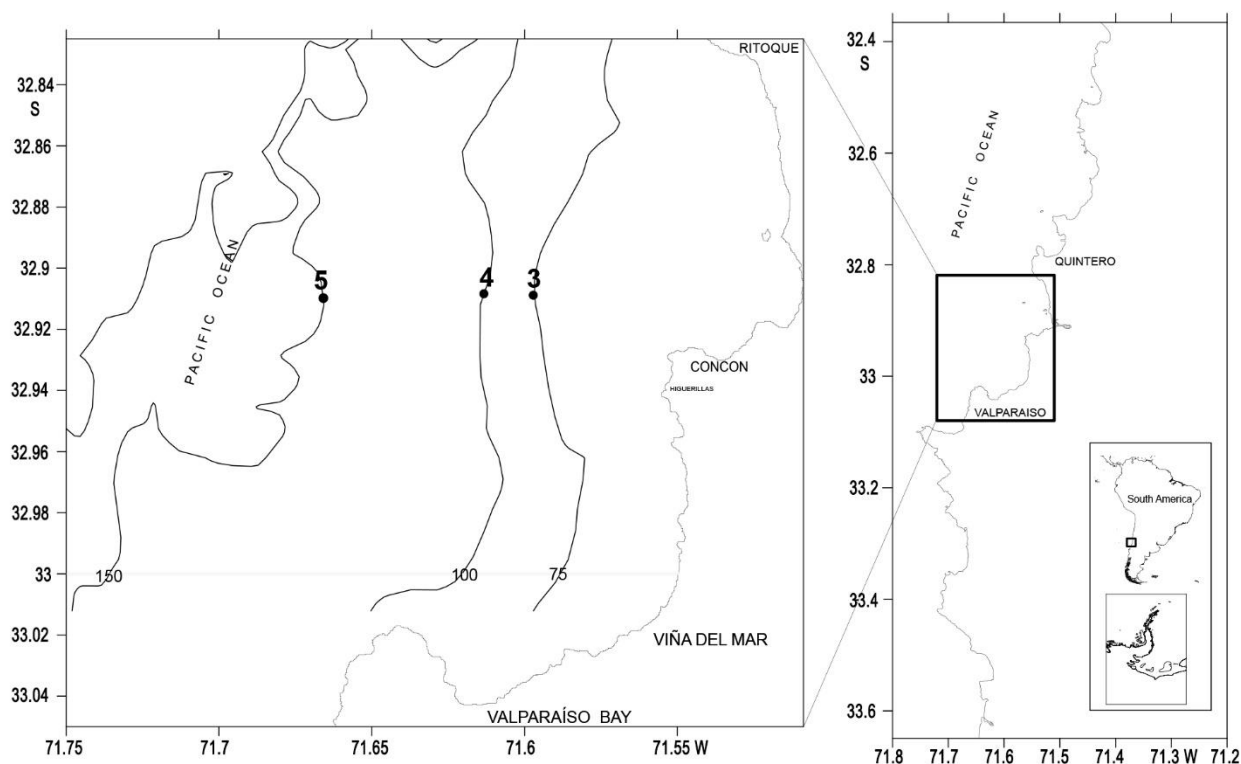 RITOQUE
32.84
S
32.86
32.88
32.9
32.92
32.94
32.96
32.98
33
33.02
33.04
PACIFIC OCEAN
5
4
3
CONCON
HIGUERILLAS
150
100
75
VIÑA DEL MAR
VALPARAÍSO BAY
71.75
71.7
71.65
71.6
71.55 W
32.4
S
32.6
32.8
33
33.2
33.4
33.6
PACIFIC OCEAN
QUINTERO
VALPARAISO
South America
71.8
71.7
71.6
71.5
71.4
71.3 W
71.2